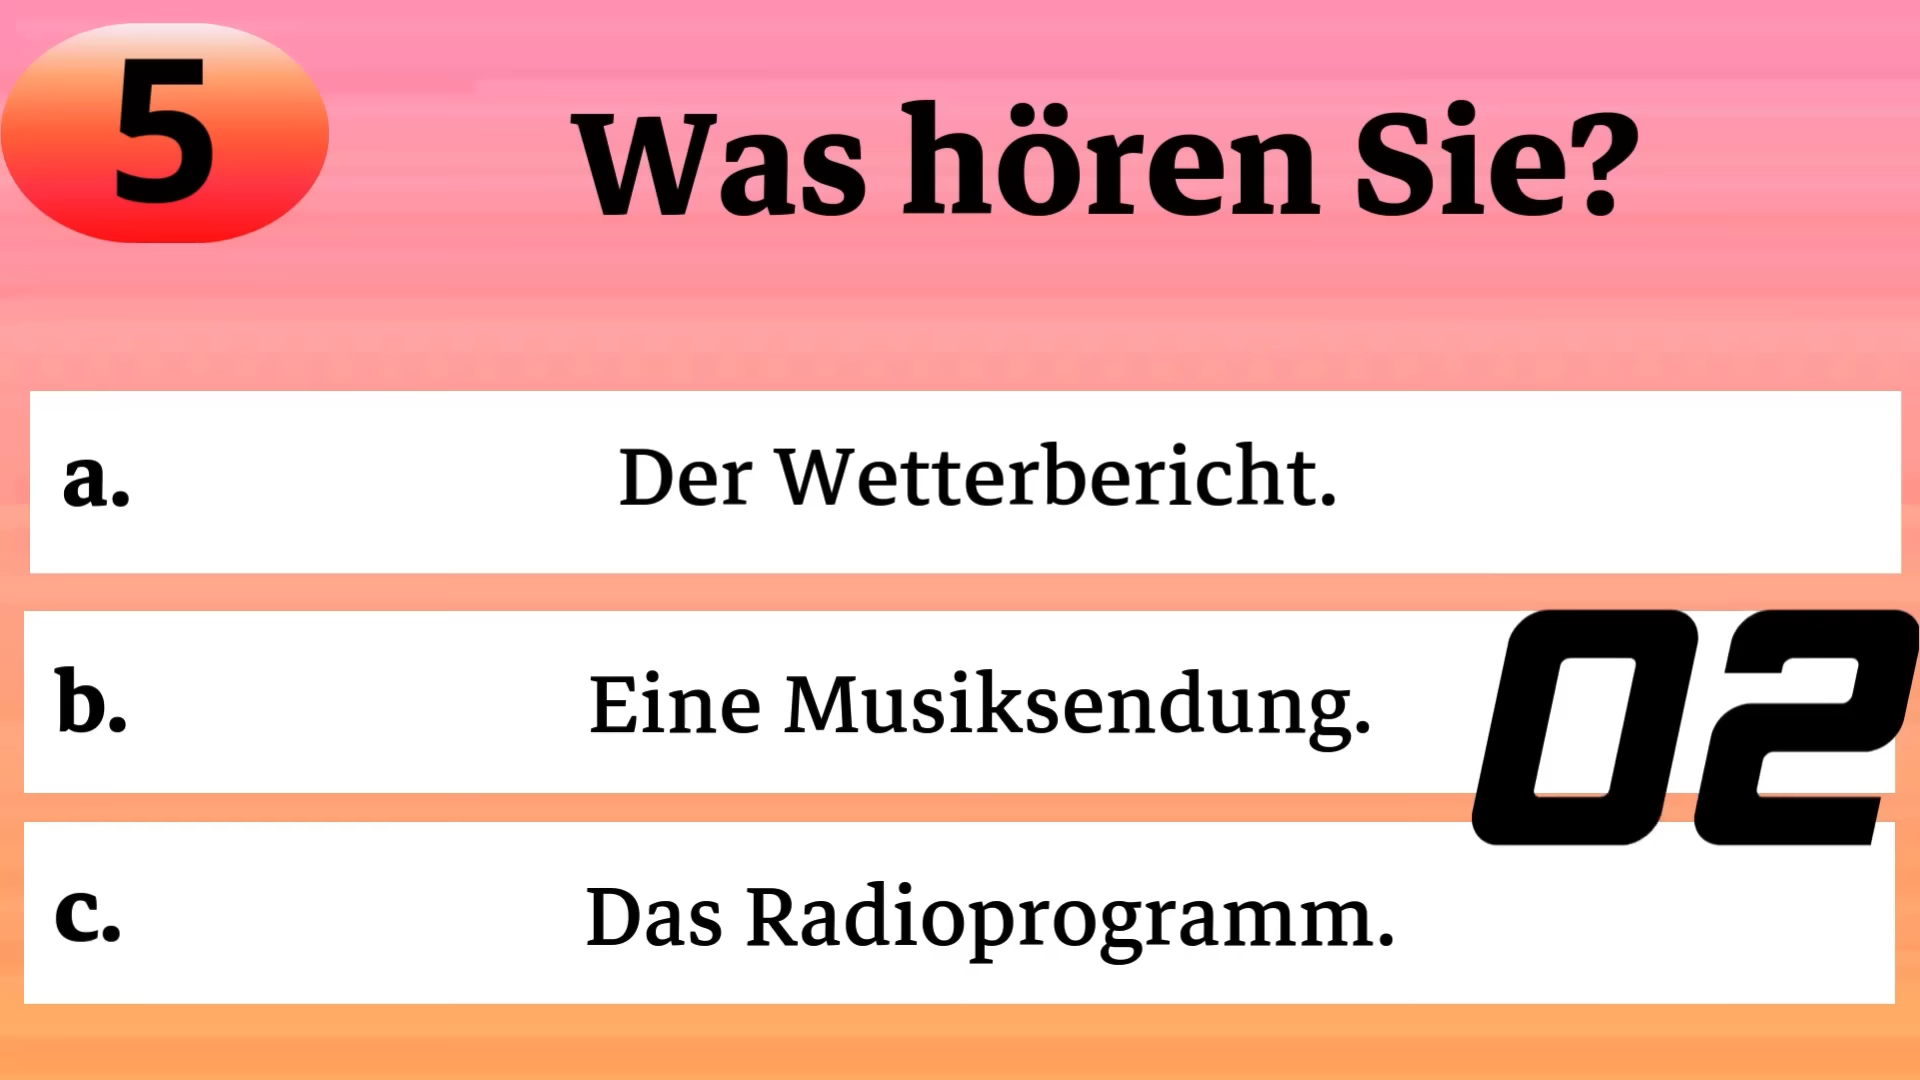 5
Was hören Sie?
a. Der Wetterbericht.
b. Eine Musiksendung.
02
c. Das Radioprogramm.